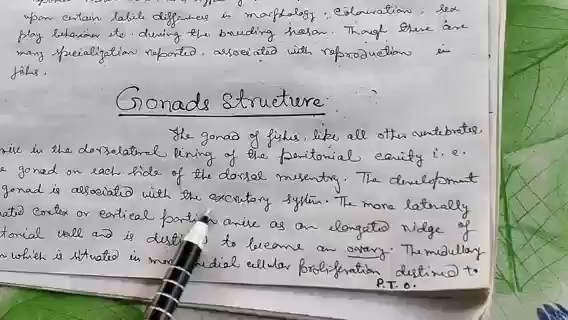 upon certain labile differences in morphology, colouration, sex
play behaviour etc. during the breeding season. Though there are
many specialization reported, associated with reproduction in
fishes.
Gonads structure
The gonad of fishes, like all other vertebrates,
arise in the dorsolateral lining of the peritonial cavity i.e.
gonad on each side of the dorsal mesentry. The development
gonad is associated with the excrutory system. The more laterally
cortex or cortical portion arise as an elongated ridge of
wall and is destined to become an ovary. The medullary
which is situated in medial cellular proliferation destined to
P.T.O.